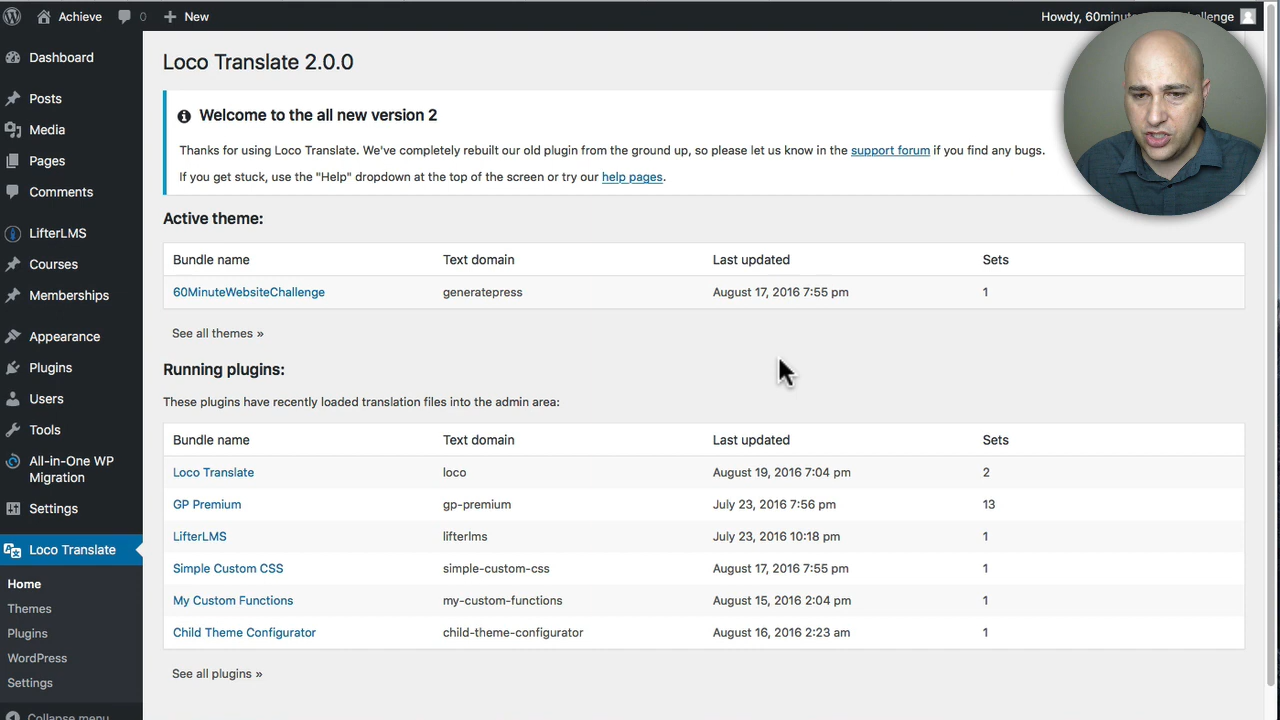 Achieve 0 New Howdy, 60minut
Dashboard
Posts
Media
Pages
Comments
LifterLMS
Courses
Memberships
Appearance
Plugins
Users
Tools
All-in-One WP
Migration
Settings
Loco Translate
Home
Themes
Plugins
WordPress
Settings
Collapse menu
Loco Translate 2.0.0
Welcome to the all new version 2
Thanks for using Loco Translate. We've completely rebuilt our old plugin from the ground up, so please let us know in the support forum if you find any bugs.
If you get stuck, use the "Help" dropdown at the top of the screen or try our help pages.
Active theme:
Bundle name Text domain Last updated Sets
60MinuteWebsiteChallenge generatepress August 17, 2016 7:55 pm 1
See all themes »
Running plugins:
These plugins have recently loaded translation files into the admin area:
Bundle name Text domain Last updated Sets
Loco Translate loco August 19, 2016 7:04 pm 2
GP Premium gp-premium July 23, 2016 7:56 pm 13
LifterLMS lifterlms July 23, 2016 10:18 pm 1
Simple Custom CSS simple-custom-css August 17, 2016 7:55 pm 1
My Custom Functions my-custom-functions August 15, 2016 2:04 pm 1
Child Theme Configurator child-theme-configurator August 16, 2016 2:23 am 1
See all plugins »